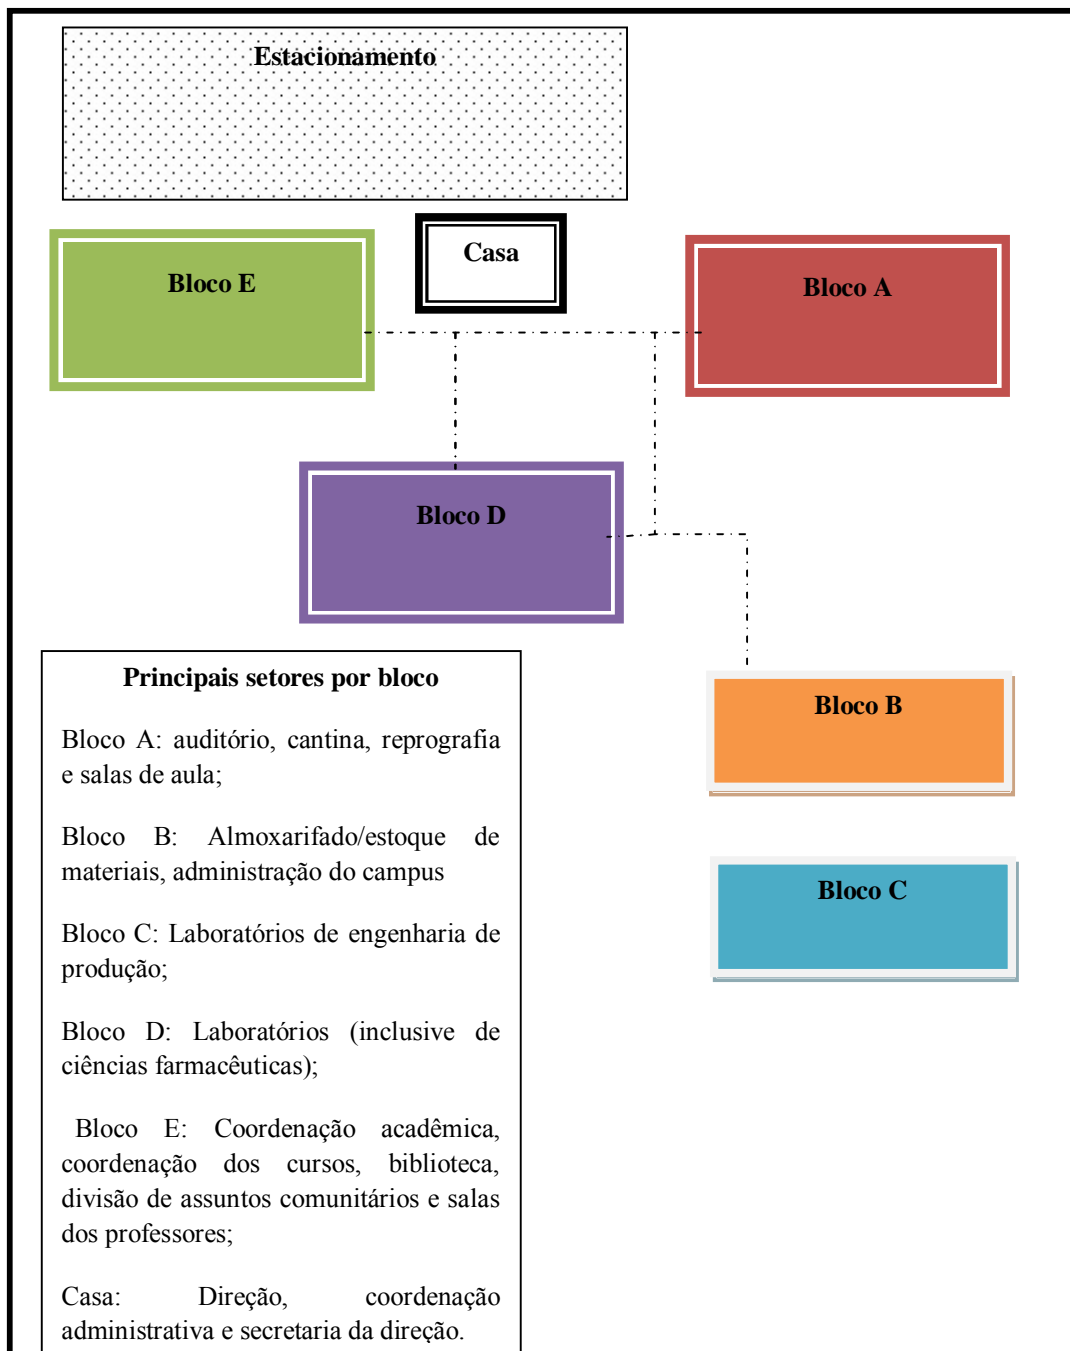 Estacionamento
Casa
Bloco E
Bloco A
Bloco D
Principais setores por bloco
Bloco A: auditório, cantina, reprografia
e salas de aula;
Bloco B: Almoxarifado/estoque de
materiais, administração do campus
Bloco C: Laboratórios de engenharia de
produção;
Bloco D: Laboratórios (inclusive de
ciências farmacêuticas);
Bloco E: Coordenação acadêmica,
coordenação dos cursos, biblioteca,
divisão de assuntos comunitários e salas
dos professores;
Casa: Direção, coordenação
administrativa e secretaria da direção.
Bloco B
Bloco C